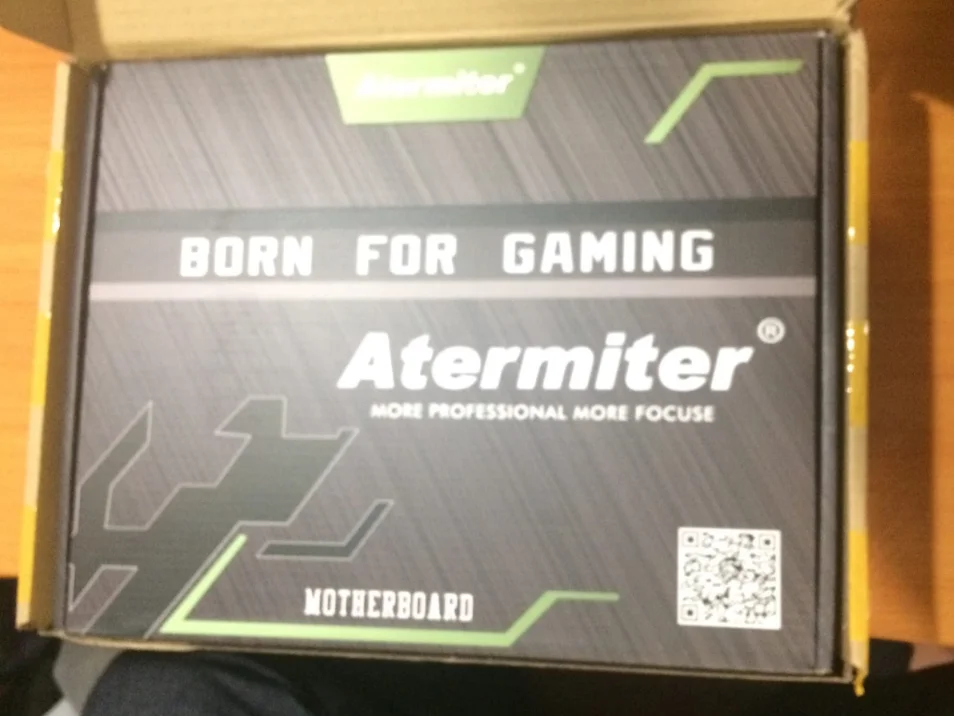 Atermiter®
BORN FOR GAMING
Atermiter®
MORE PROFESSIONAL MORE FOCUSE
MOTHERBOARD